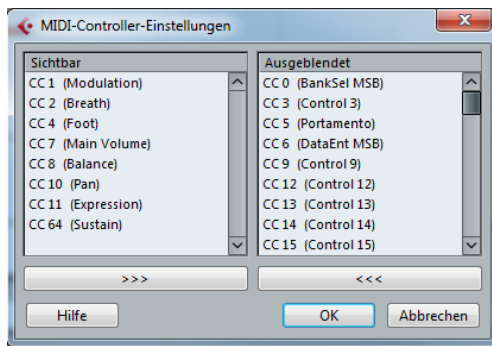 MIDI-Controller-Einstellungen
Sichtbar
CC 1 (Modulation)
CC 2 (Breath)
CC 4 (Foot)
CC 7 (Main Volume)
CC 8 (Balance)
CC 10 (Pan)
CC 11 (Expression)
CC 64 (Sustain)
>>>
Ausgeblendet
CC 0 (BankSel MSB)
CC 3 (Control 3)
CC 5 (Portamento)
CC 6 (DataEnt MSB)
CC 9 (Control 9)
CC 12 (Control 12)
CC 13 (Control 13)
CC 14 (Control 14)
CC 15 (Control 15)
<<<
Hilfe
OK
Abbrechen